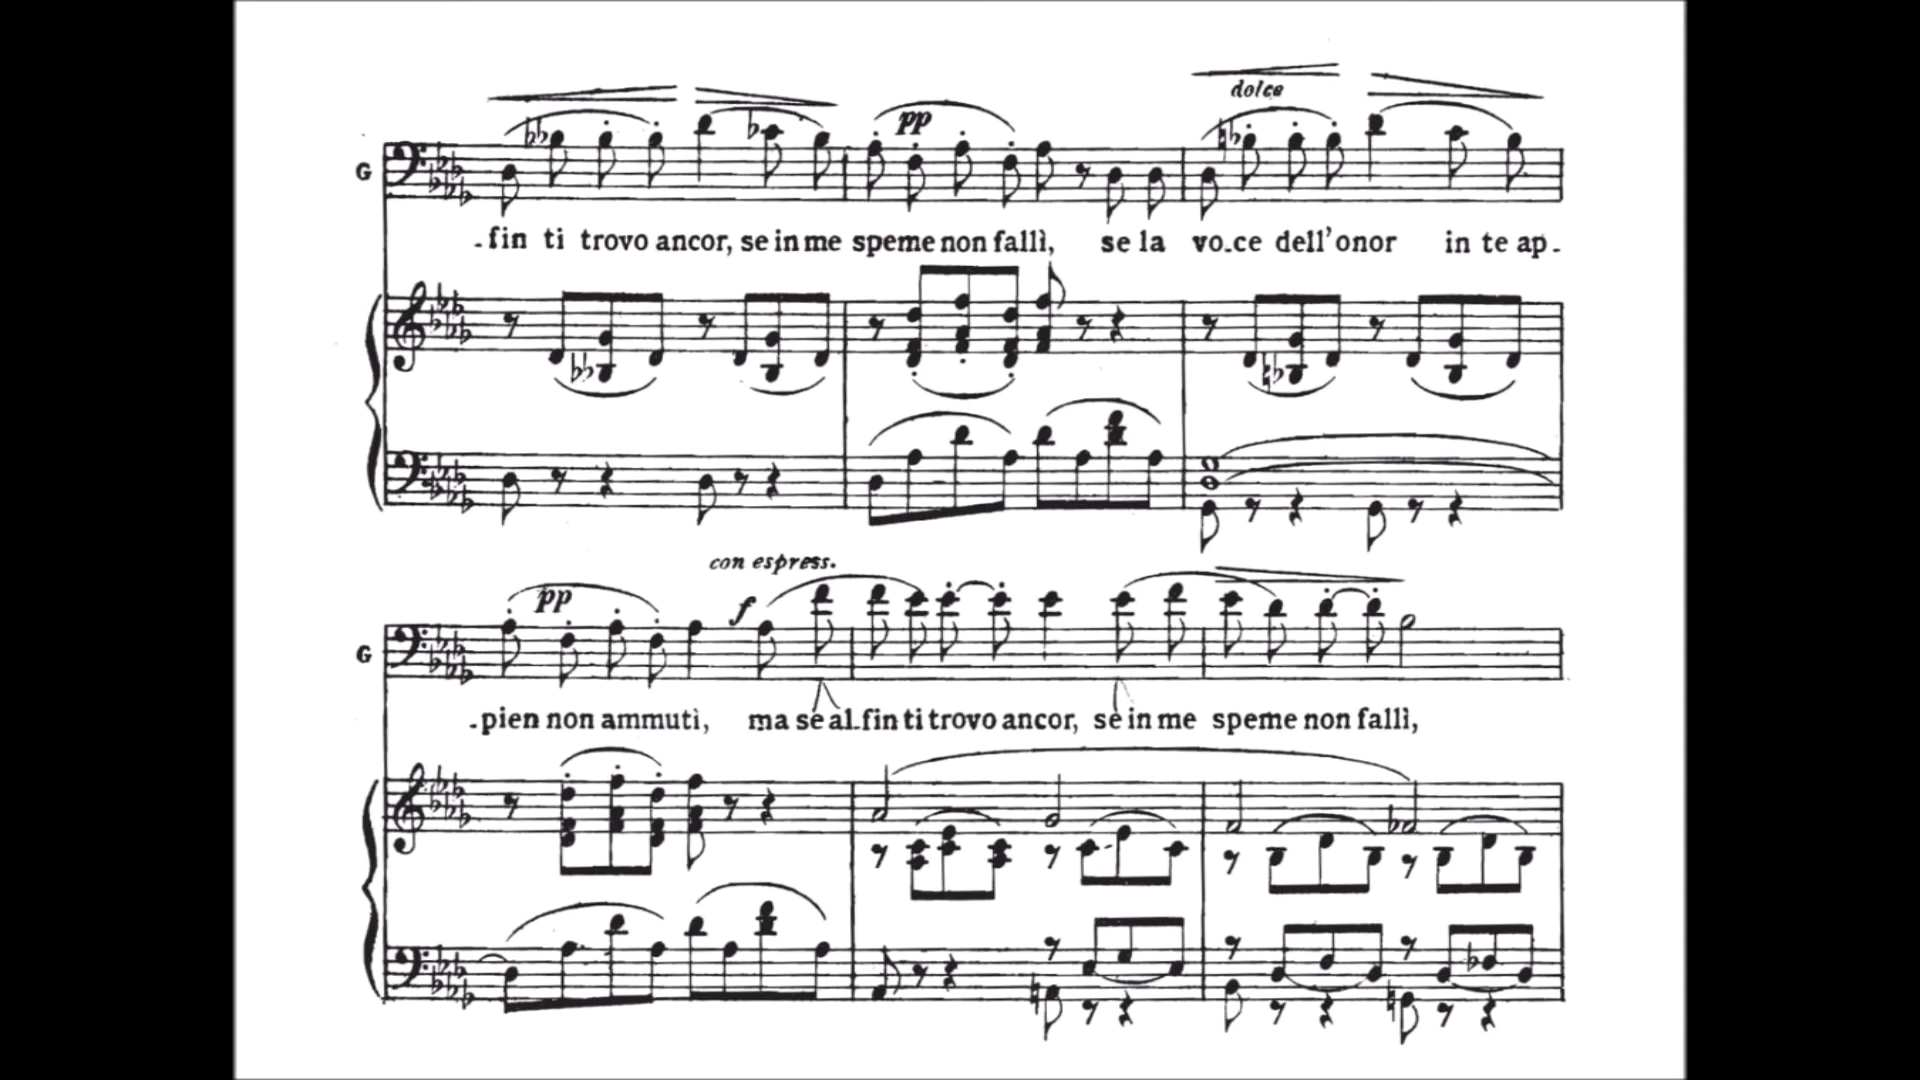 dolce
pp
G
-fin ti trovo ancor, se in me speme non fallì, se la vo-ce dell'onor in te ap-
con espress.
pp f
G
-pien non ammutì, ma se al-fin ti trovo ancor, se in me speme non fallì,